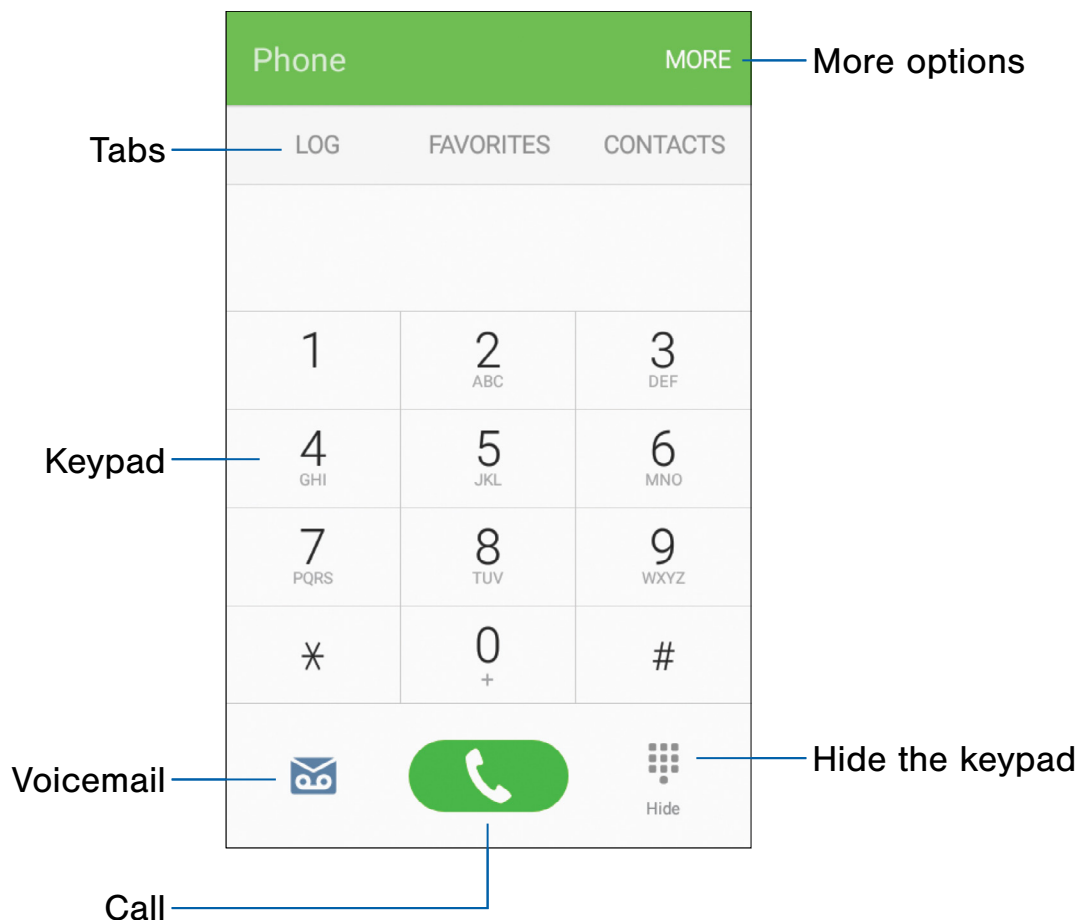 Phone MORE
More options
Tabs
LOG FAVORITES CONTACTS
1 2 3
ABC DEF
Keypad
4 5 6
GHI JKL MNO
7 8 9
PQRS TUV WXYZ
* 0 #
+
Voicemail
Hide the keypad
Hide
Call